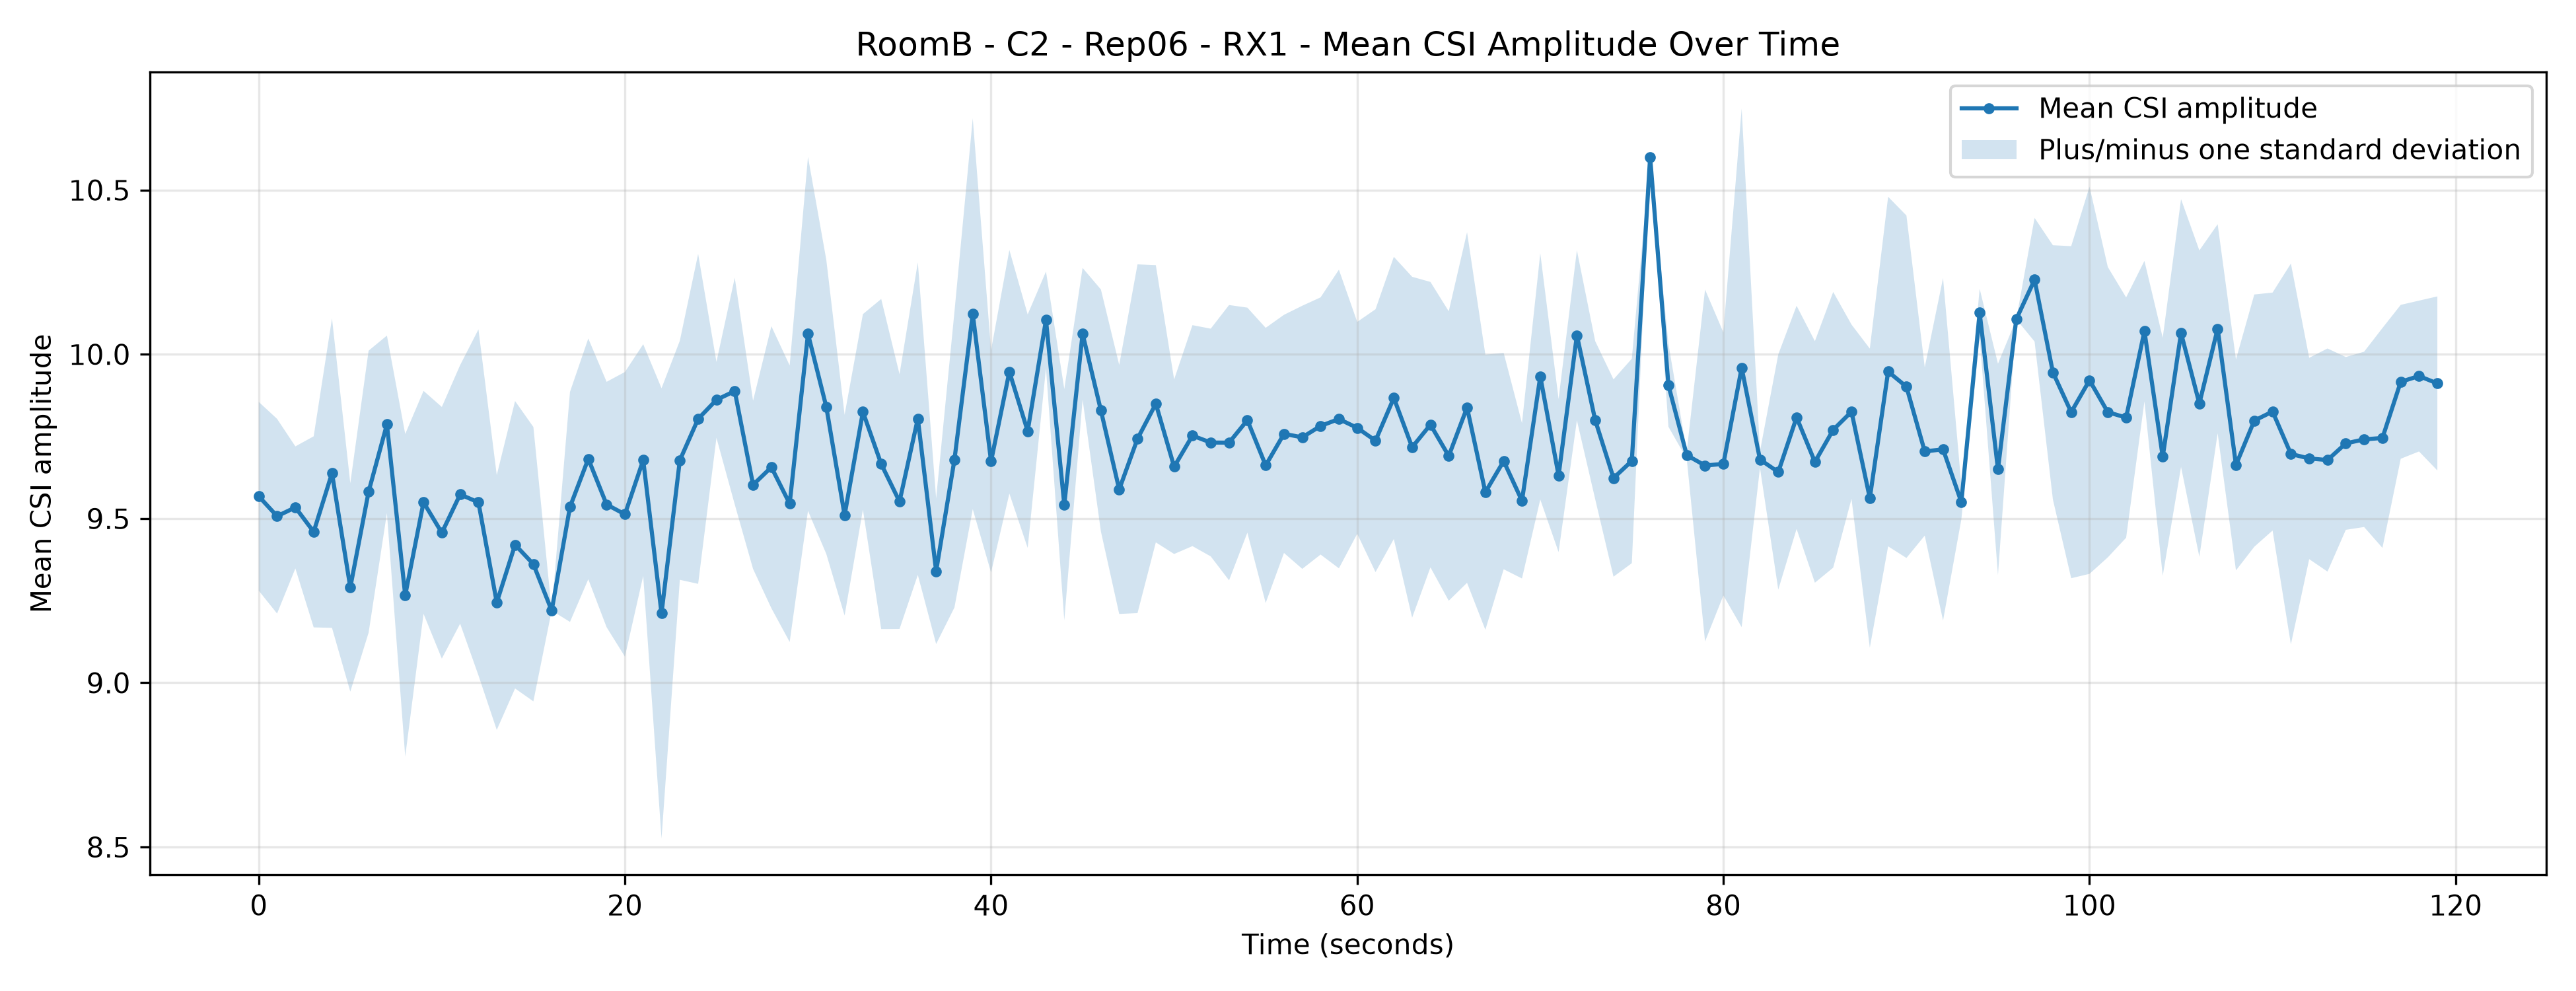 RoomB - C2 - Rep06 - RX1 - Mean CSI Amplitude Over Time
Mean CSI amplitude
Plus/minus one standard deviation
Mean CSI amplitude
10.5
10.0
9.5
9.0
8.5
0 20 40 60 80 100 120
Time (seconds)